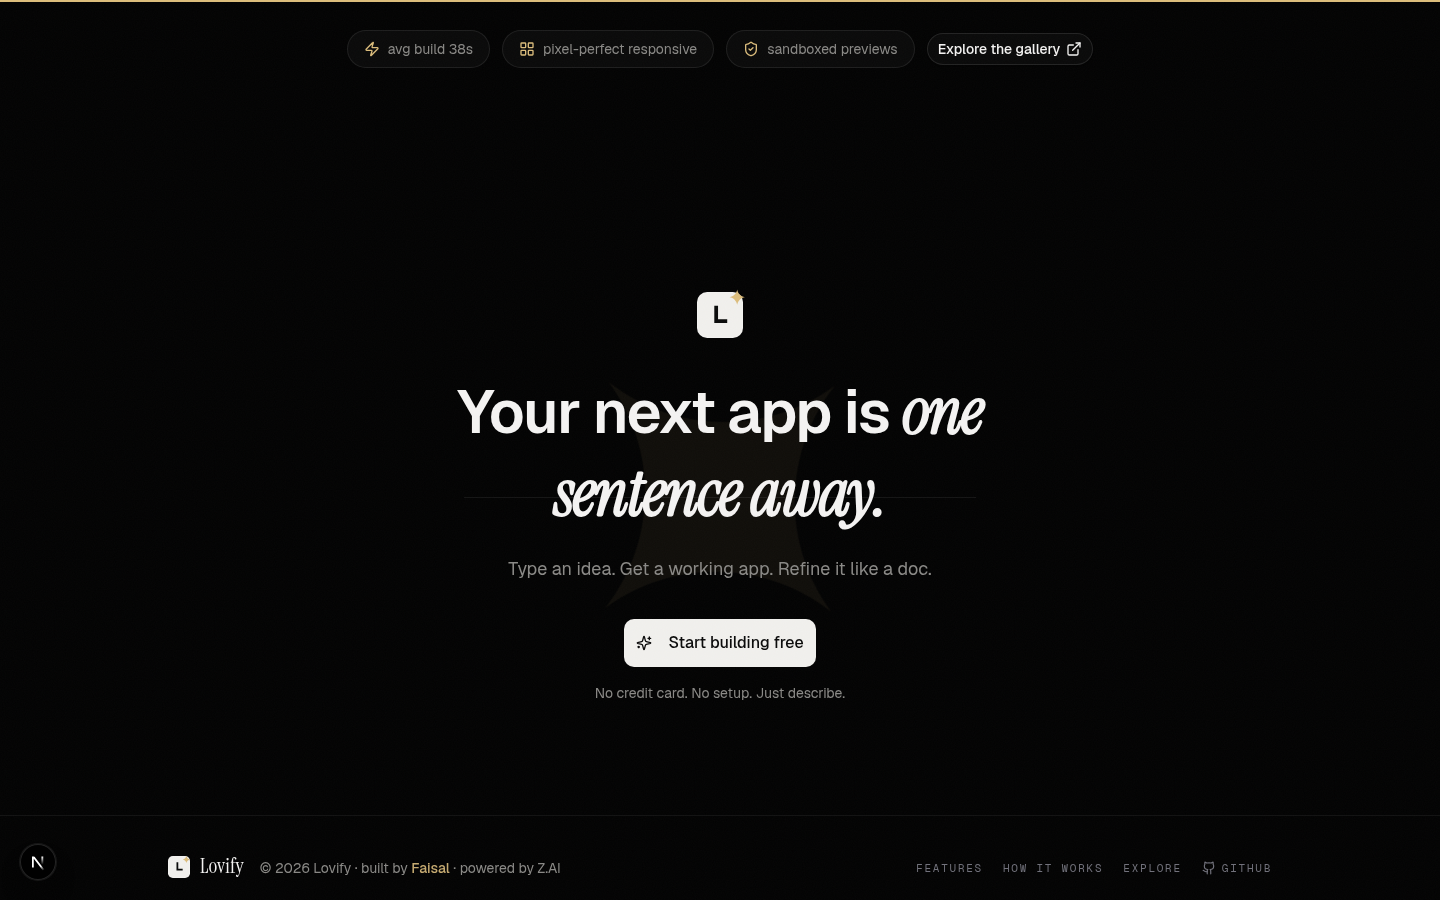 avg build 38s
pixel-perfect responsive
sandboxed previews
Explore the gallery
L
Your next app is one
sentence away.
Type an idea. Get a working app. Refine it like a doc.
Start building free
No credit card. No setup. Just describe.
N
L
Lovify
© 2026 Lovify · built by Faisal · powered by Z.AI
FEATURES
HOW IT WORKS
EXPLORE
GITHUB